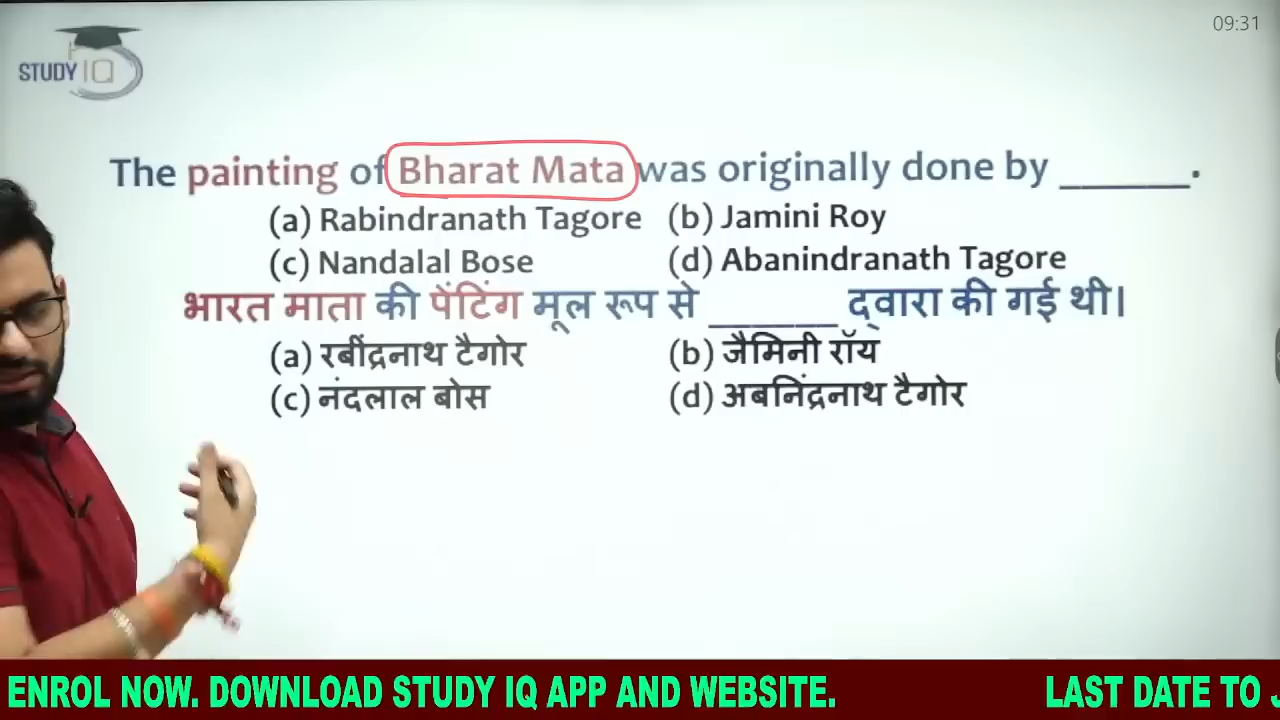 09:31
STUDY IQ
The painting of Bharat Mata was originally done by ______.
(a) Rabindranath Tagore (b) Jamini Roy
(c) Nandalal Bose (d) Abanindranath Tagore
भारत माता की पेंटिंग मूल रूप से ______ द्वारा की गई थी।
(a) रबींद्रनाथ टैगोर (b) जैमिनी रॉय
(c) नंदलाल बोस (d) अबनिंद्रनाथ टैगोर
ENROL NOW. DOWNLOAD STUDY IQ APP AND WEBSITE. LAST DATE TO